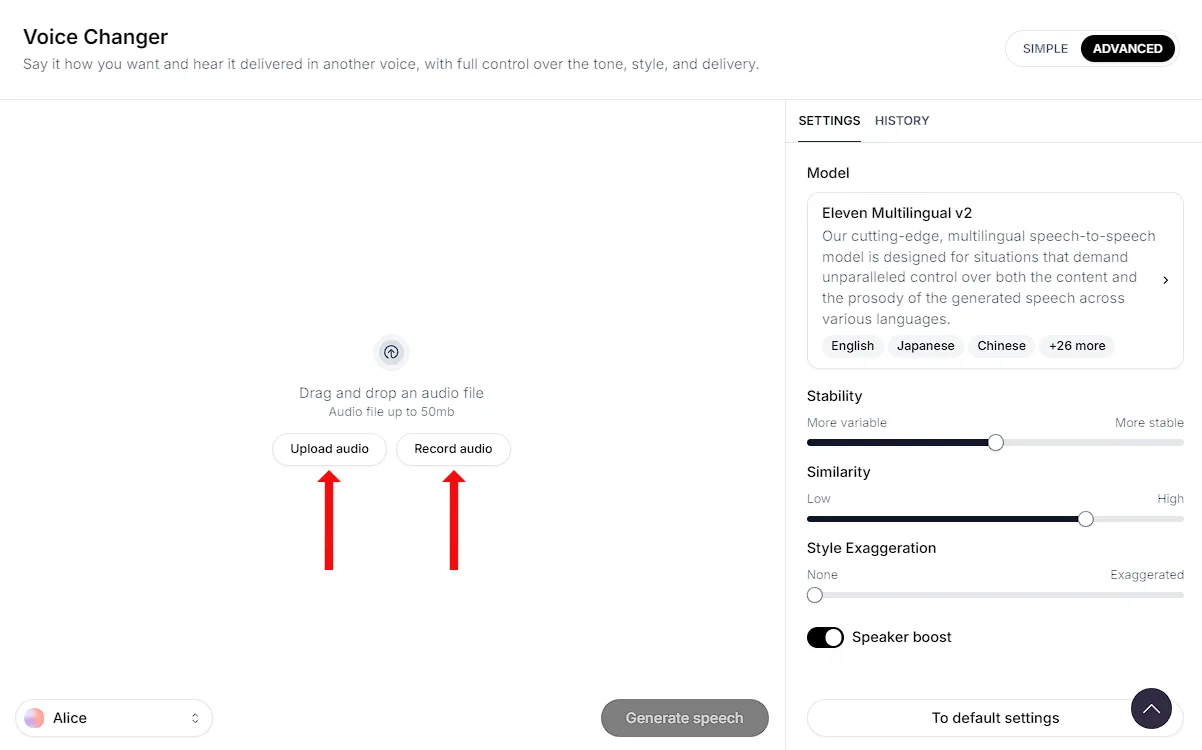 Voice Changer
Say it how you want and hear it delivered in another voice, with full control over the tone, style, and delivery.
SIMPLE ADVANCED
SETTINGS HISTORY
Drag and drop an audio file
Audio file up to 50mb
Upload audio Record audio
Alice
Generate speech
Model
Eleven Multilingual v2
Our cutting-edge, multilingual speech-to-speech
model is designed for situations that demand
unparalleled control over both the content and
the prosody of the generated speech across
various languages.
English Japanese Chinese +26 more
Stability
More variable More stable
Similarity
Low High
Style Exaggeration
None Exaggerated
Speaker boost
To default settings